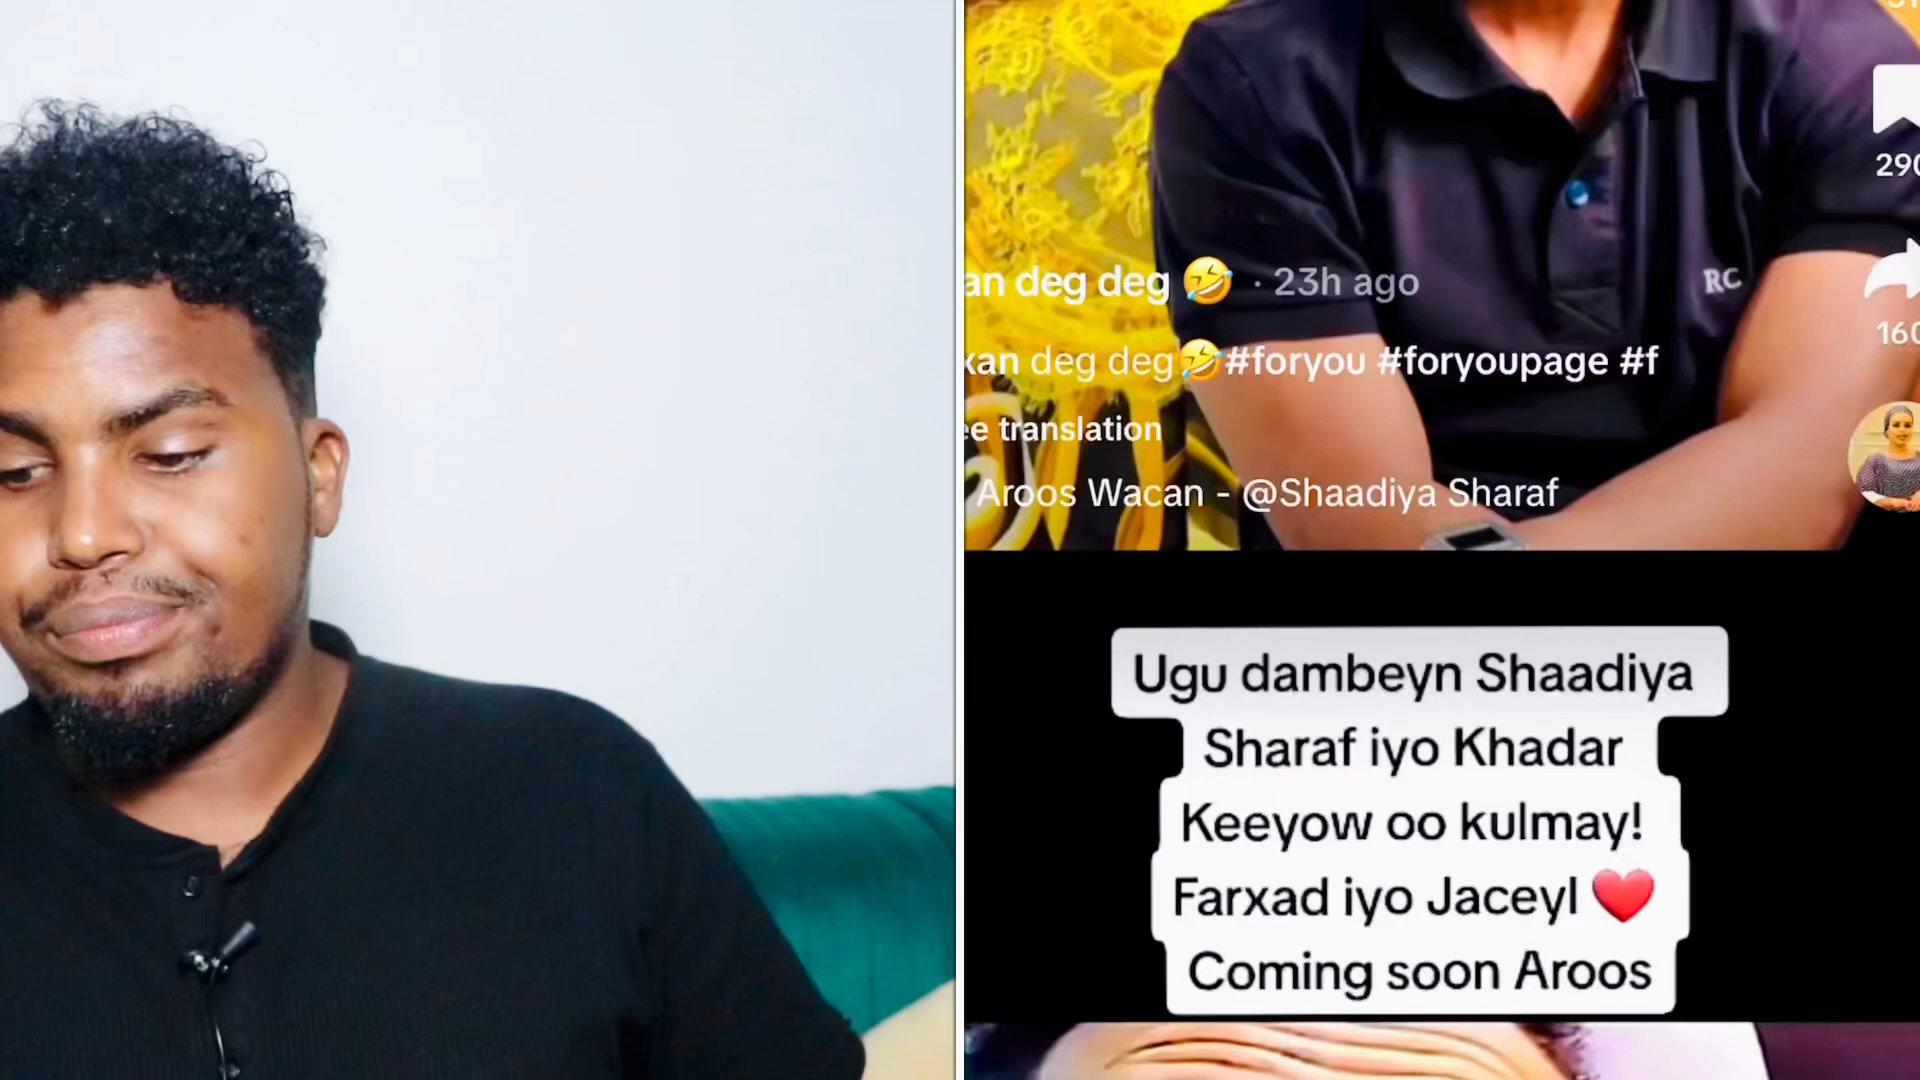 290
an deg deg 🤣 · 23h ago
RC
kan deg deg🤣#foryou #foryoupage #f
160
ee translation
Aroos Wacan - @Shaadiya Sharaf
Ugu dambeyn Shaadiya
Sharaf iyo Khadar
Keeyow oo kulmay!
Farxad iyo Jaceyl ❤️
Coming soon Aroos